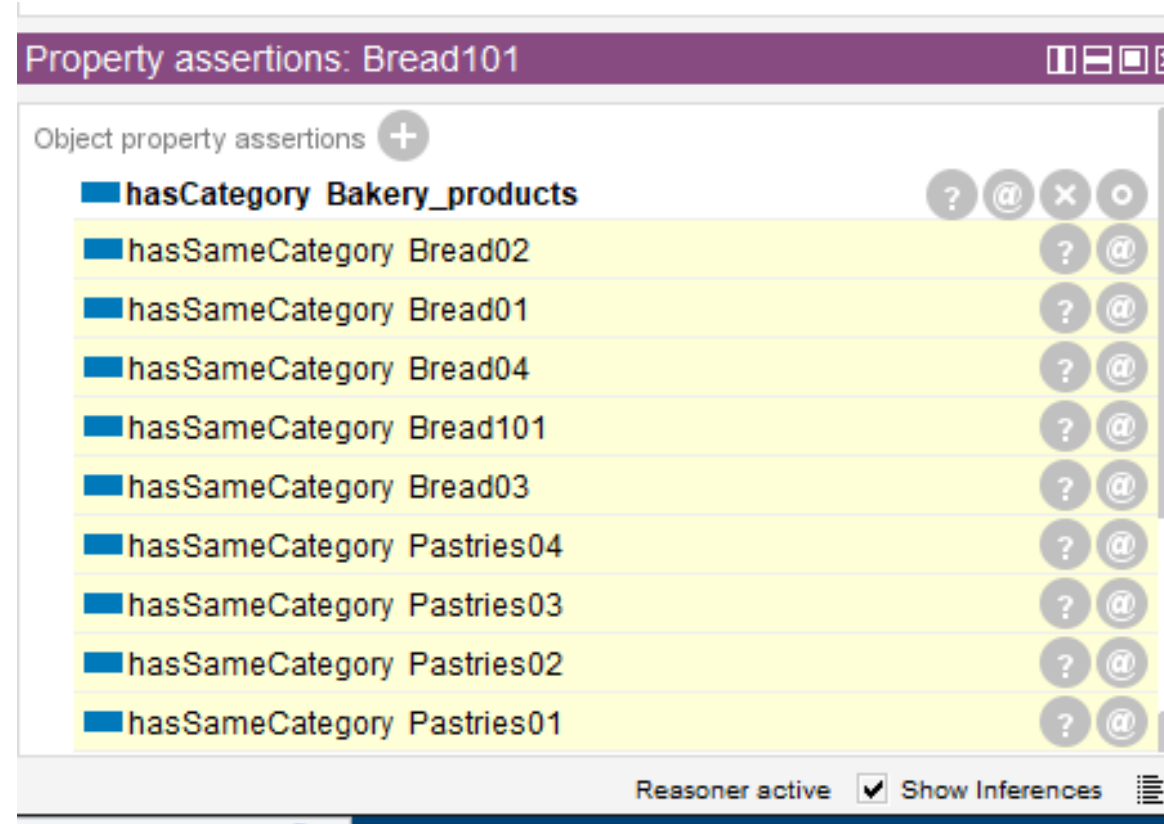 Property assertions: Bread101
Object property assertions
hasCategory Bakery_products
hasSameCategory Bread02
hasSameCategory Bread01
hasSameCategory Bread04
hasSameCategory Bread101
hasSameCategory Bread03
hasSameCategory Pastries04
hasSameCategory Pastries03
hasSameCategory Pastries02
hasSameCategory Pastries01
Reasoner active Show Inferences